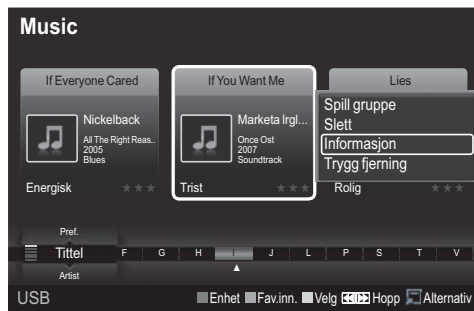 Music
If Everyone Cared
If You Want Me
Lies
Nickelback
All The Right Reas..
2005
Blues
Energisk
Marketa Irgl...
Once Ost
2007
Soundtrack
Trist
Spill gruppe
Slett
Informasjon
Trygg fjerning
Rolig
Pref.
Tittel F G H I J L P S T V
Artist
USB Enhet Fav.inn. Velg Hopp Alternativ